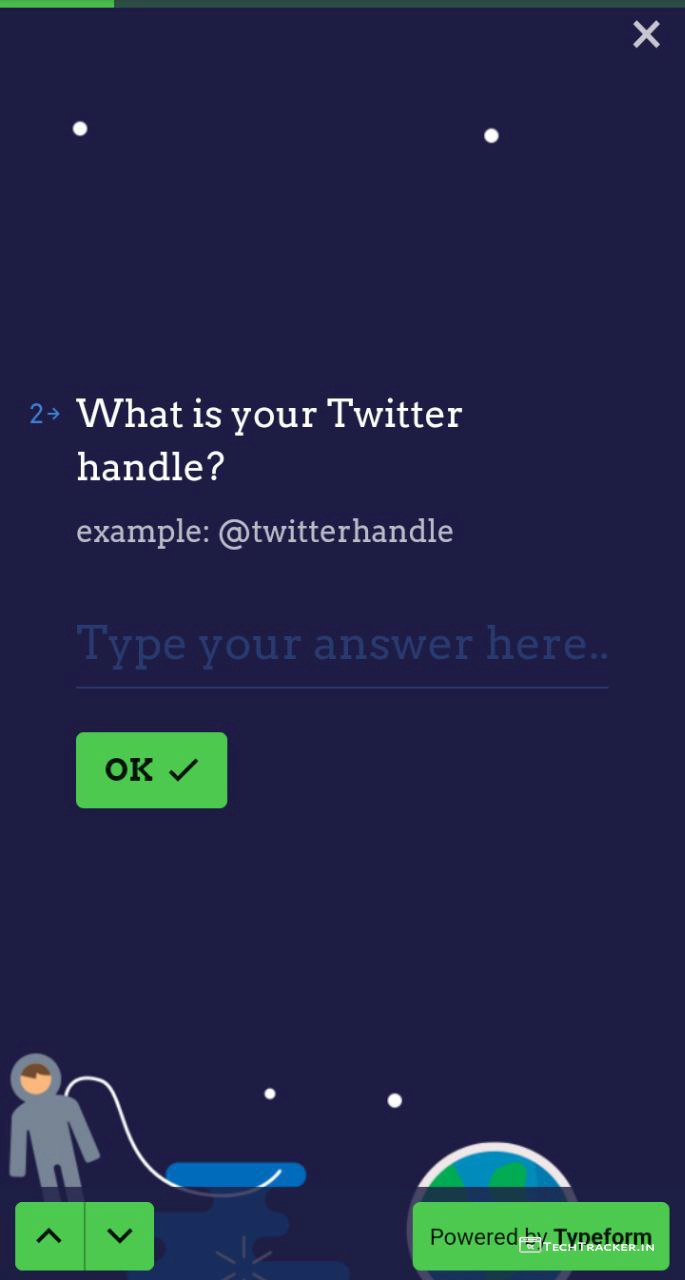 2→ What is your Twitter
handle?
example: @twitterhandle
Type your answer here..
OK
Powered by Typeform
TECHTRACKER.IN